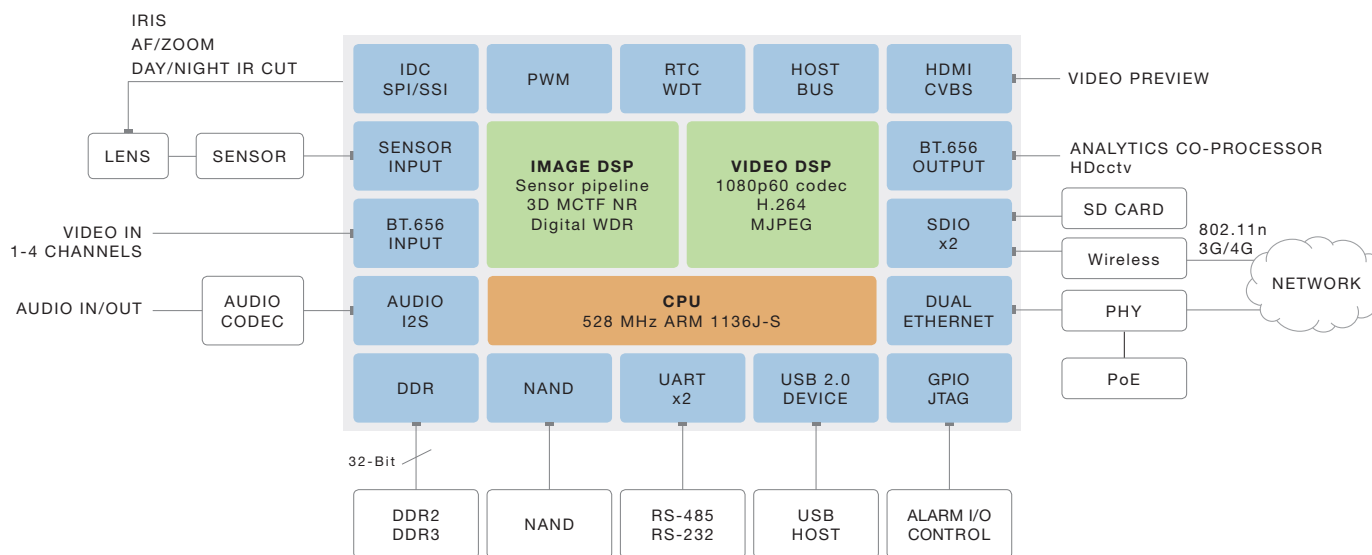 IRIS
AF/ZOOM
DAY/NIGHT IR CUT
IDC
SPI/SSI
PWM
RTC
WDT
HOST
BUS
HDMI
CVBS
VIDEO PREVIEW
LENS
SENSOR
SENSOR
INPUT
IMAGE DSP
Sensor pipeline
3D MCTF NR
Digital WDR
VIDEO DSP
1080p60 codec
H.264
MJPEG
BT.656
OUTPUT
ANALYTICS CO-PROCESSOR
HDcctv
VIDEO IN
1-4 CHANNELS
BT.656
INPUT
SDIO
x2
SD CARD
Wireless
802.11n
3G/4G
NETWORK
AUDIO IN/OUT
AUDIO
CODEC
AUDIO
I2S
CPU
528 MHz ARM 1136J-S
DUAL
ETHERNET
PHY
PoE
DDR
NAND
UART
x2
USB 2.0
DEVICE
GPIO
JTAG
32-Bit
DDR2
DDR3
NAND
RS-485
RS-232
USB
HOST
ALARM I/O
CONTROL